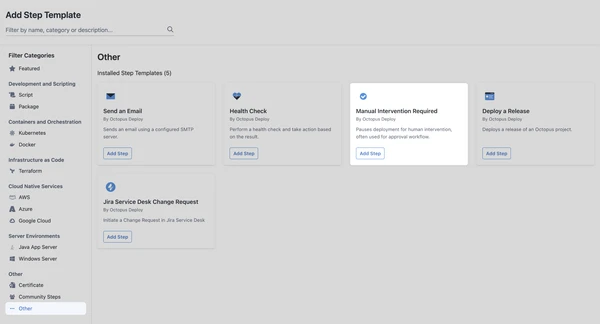 Add Step Template
Filter by name, category or description...
Filter Categories
Featured
Development and Scripting
Script
Package
Containers and Orchestration
Kubernetes
Docker
Infrastructure as Code
Terraform
Cloud Native Services
AWS
Azure
Google Cloud
Server Environments
Java App Server
Windows Server
Other
Certificate
Community Steps
Other
Other
Installed Step Templates (5)
Send an Email
By Octopus Deploy
Sends an email using a configured SMTP
server.
Add Step
Health Check
By Octopus Deploy
Perform a health check and take action based
on the result.
Add Step
Manual Intervention Required
By Octopus Deploy
Pauses deployment for human intervention,
often used for approval workflow.
Add Step
Deploy a Release
By Octopus Deploy
Deploys a release of an Octopus project.
Add Step
Jira Service Desk Change Request
By Octopus Deploy
Initiate a Change Request in Jira Service Desk.
Add Step